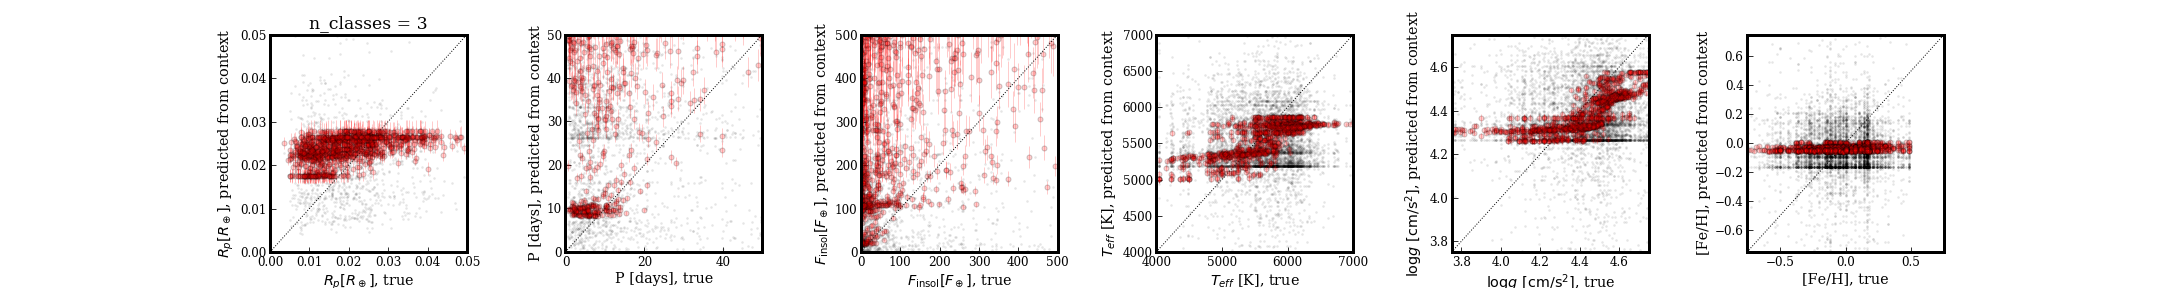 n_classes = 3
R_p[R_⊕], predicted from context
0.05
0.04
0.03
0.02
0.01
0.00
0.00 0.01 0.02 0.03 0.04 0.05
R_p[R_⊕], true
P [days], predicted from context
50
40
30
20
10
0
0 20 40
P [days], true
F_insol[F_⊕], predicted from context
500
400
300
200
100
0
0 100 200 300 400 500
F_insol[F_⊕], true
T_eff [K], predicted from context
7000
6500
6000
5500
5000
4500
4000
4000 5000 6000 7000
T_eff [K], true
logg [cm/s²], predicted from context
4.6
4.4
4.2
4.0
3.8
3.8 4.0 4.2 4.4 4.6
logg [cm/s²], true
[Fe/H], predicted from context
0.6
0.4
0.2
0.0
−0.2
−0.4
−0.6
−0.5 0.0 0.5
[Fe/H], true